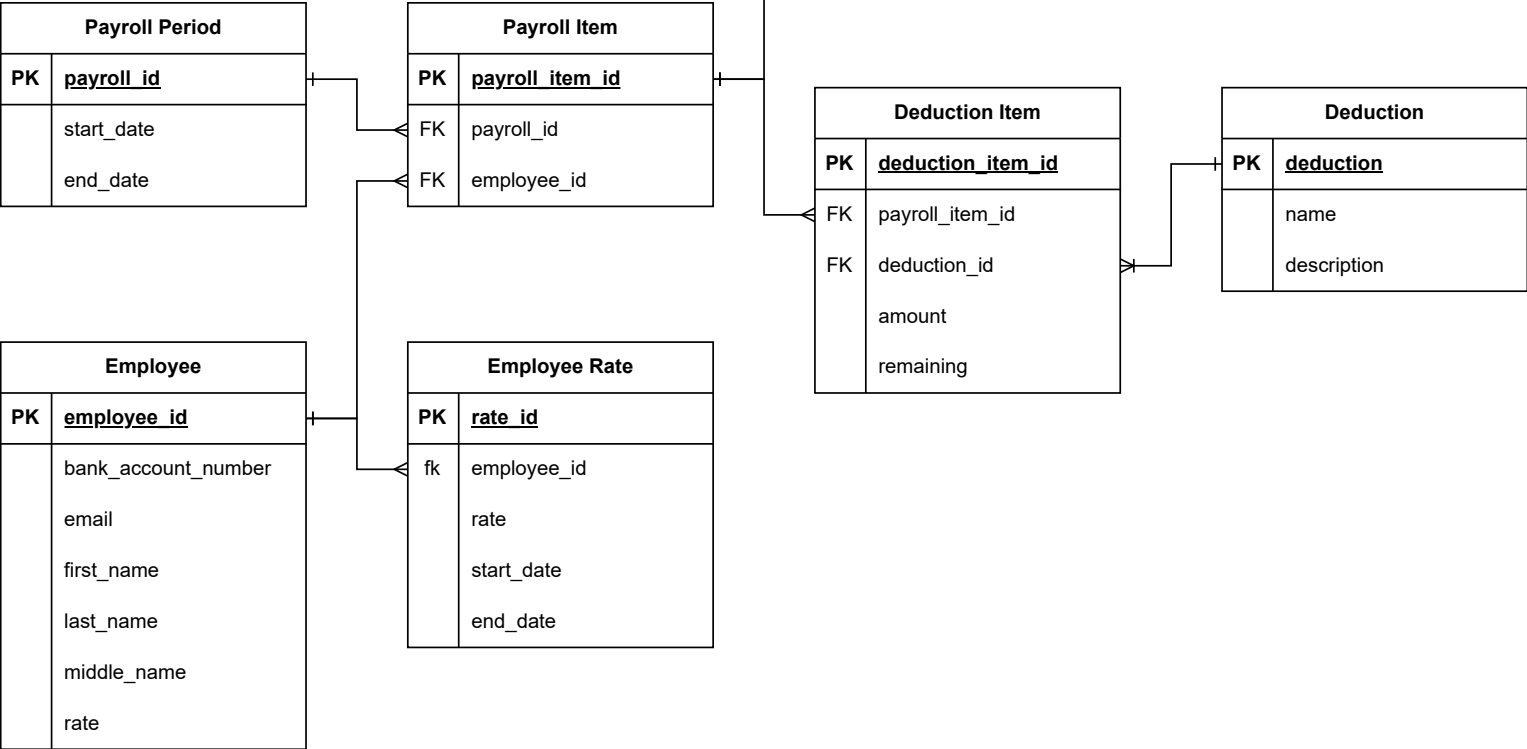 Payroll Period
PK payroll_id
start_date
end_date
Payroll Item
PK payroll_item_id
FK payroll_id
FK employee_id
Deduction Item
PK deduction_item_id
FK payroll_item_id
FK deduction_id
amount
remaining
Deduction
PK deduction
name
description
Employee
PK employee_id
bank_account_number
email
first_name
last_name
middle_name
rate
Employee Rate
PK rate_id
fk employee_id
rate
start_date
end_date